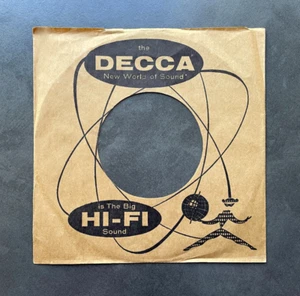 the
DECCA
New World of Sound
is The Big
HI-FI
Sound